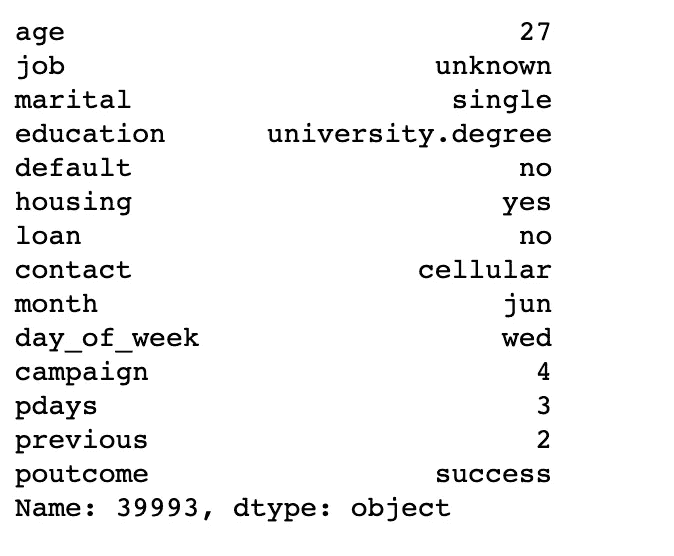 age 27
job unknown
marital single
education university.degree
default no
housing yes
loan no
contact cellular
month jun
day_of_week wed
campaign 4
pdays 3
previous 2
poutcome success
Name: 39993, dtype: object